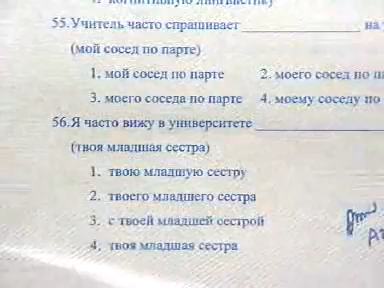 55.Учитель часто спрашивает ____________ на
(мой сосед по парте)
1. мой сосед по парте 2. моего сосед по
3. моего соседа по парте 4. моему соседу по
56.Я часто вижу в университете ____________
(твоя младшая сестра)
1. твою младшую сестру
2. твоего младшего сестра
3. с твоей младшей сестрой
4. твоя младшая сестра